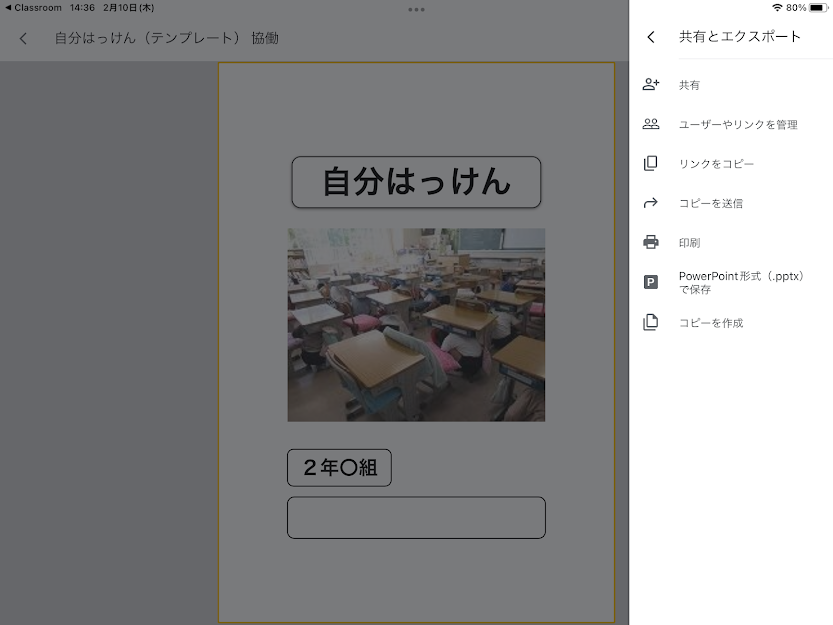 ◀ Classroom 14:36 2月10日(木)
80%
自分はっけん（テンプレート） 協働
共有とエクスポート
自分はっけん
２年〇組
共有
ユーザーやリンクを管理
リンクをコピー
コピーを送信
印刷
P
PowerPoint 形式（.pptx）
で保存
コピーを作成